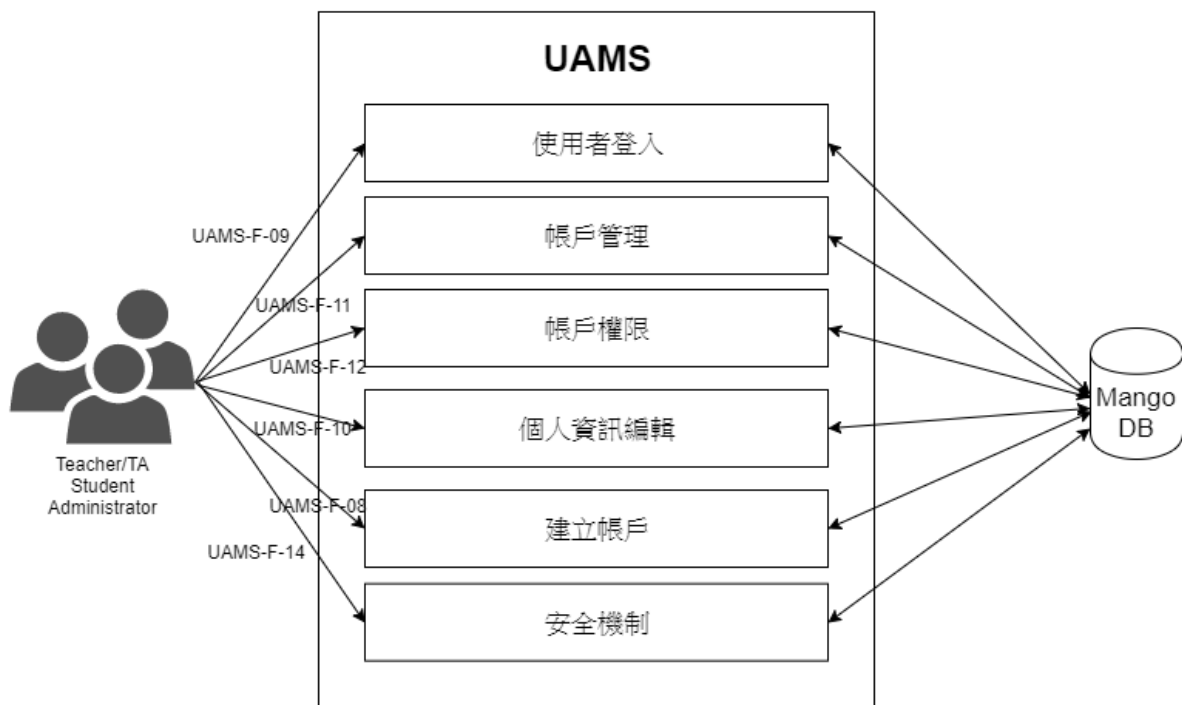 UAMS
使用者登入
UAMS-F-09
帳戶管理
UAMS-F-11
帳戶權限
UAMS-F-12
個人資訊編輯
UAMS-F-10
Mango
DB
Teacher/TA
Student
Administrator
UAMS-F-08
建立帳戶
UAMS-F-14
安全機制